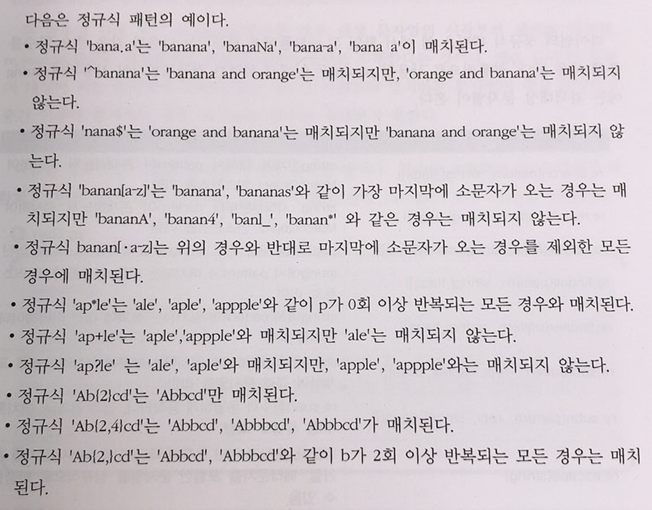 다음은 정규식 패턴의 예이다.
• 정규식 'bana.a'는 'banana', 'banaNa', 'bana-a', 'bana a'이 매치된다.
• 정규식 '^banana'는 'banana and orange'는 매치되지만, 'orange and banana'는 매치되지
않는다.
• 정규식 'nana$'는 'orange and banana'는 매치되지만 'banana and orange'는 매치되지 않
는다.
• 정규식 'banan[a-z]'는 'banana', 'bananas'와 같이 가장 마지막에 소문자가 오는 경우는 매
치되지만 'bananA', 'banan4', 'banl_', 'banan*' 와 같은 경우는 매치되지 않는다.
• 정규식 banan[·a-z]는 위의 경우와 반대로 마지막에 소문자가 오는 경우를 제외한 모든
경우에 매치된다.
• 정규식 'ap*le'는 'ale', 'aple', 'appple'와 같이 p가 0회 이상 반복되는 모든 경우와 매치된다.
• 정규식 'ap+le'는 'aple','appple'와 매치되지만 'ale'는 매치되지 않는다.
• 정규식 'ap?le' 는 'ale', 'aple'와 매치되지만, 'apple', 'appple'와는 매치되지 않는다.
• 정규식 'Ab{2}cd'는 'Abbcd'만 매치된다.
• 정규식 'Ab{2,4}cd'는 'Abbcd', 'Abbbcd', 'Abbbbcd'가 매치된다.
• 정규식 'Ab{2,}cd'는 'Abbcd', 'Abbbcd'와 같이 b가 2회 이상 반복되는 모든 경우는 매치
된다.